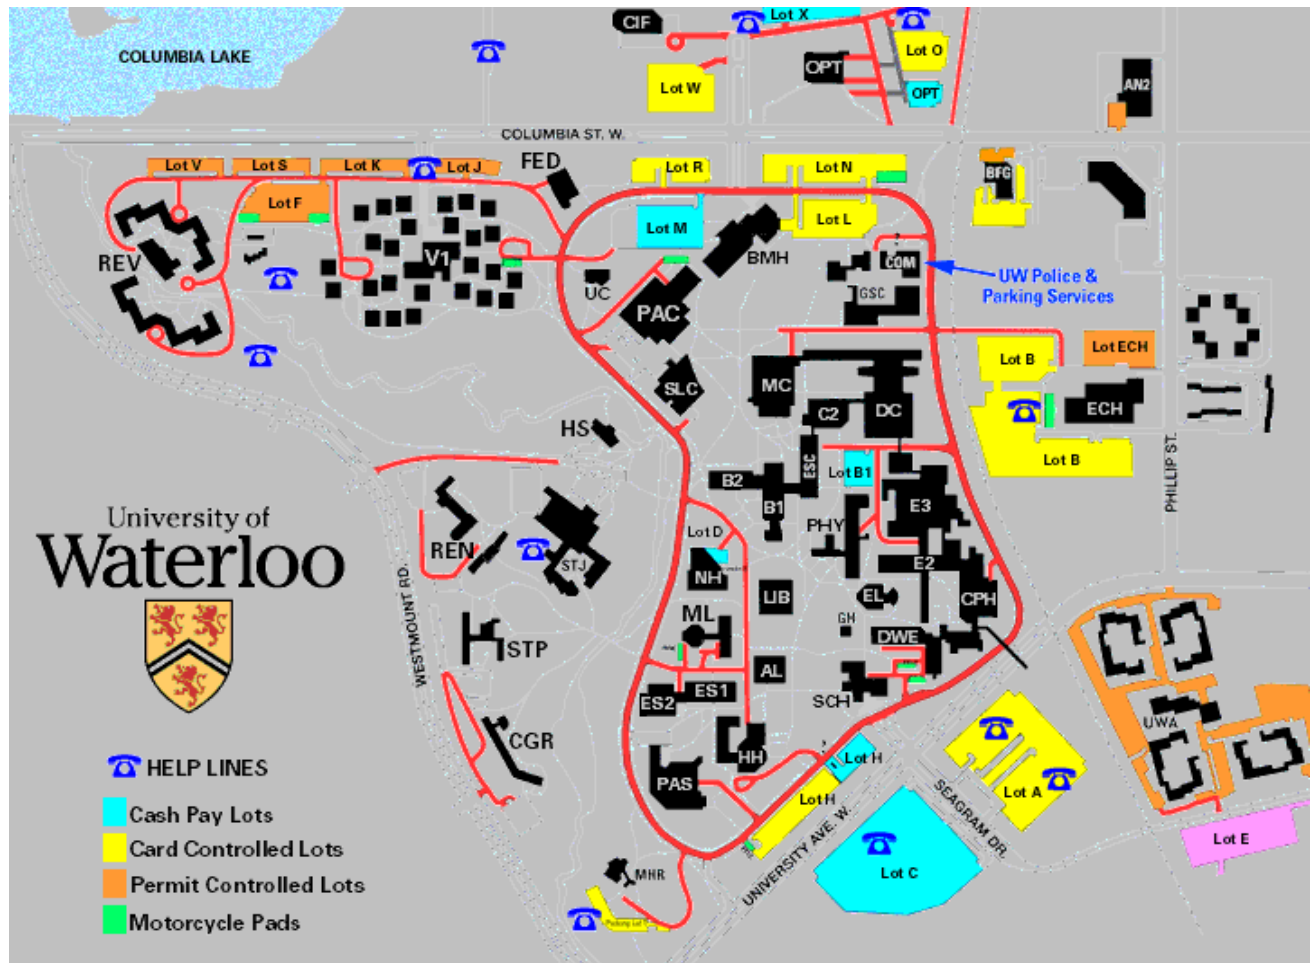 CIF
Lot X
COLUMBIA LAKE
Lot O
OPT
Lot W
OPT
AN2
COLUMBIA ST. W.
Lot V
Lot S
Lot K
Lot J
FED
Lot R
Lot N
BFG
Lot F
Lot M
Lot L
REV
V1
BMH
COM
UW Police &
Parking Services
UC
GSC
PAC
Lot B
Lot ECH
SLC
MC
C2
DC
ECH
HS
ESC
Lot B1
Lot B
PHILLIP ST.
B2
B1
E3
University of
Waterloo
Lot D
PHY
REN
STJ
NH
E2
WESTMOUNT RD.
LIB
EL
CPH
ML
GH
DWE
STP
AL
SCH
ES2
ES1
UWA
CGR
HH
Lot H
HELP LINES
PAS
Lot H
Lot A
SEAGRAM DR.
Cash Pay Lots
Card Controlled Lots
Lot E
UNIVERSITY AVE. W.
Lot C
MHR
Permit Controlled Lots
Motorcycle Pads